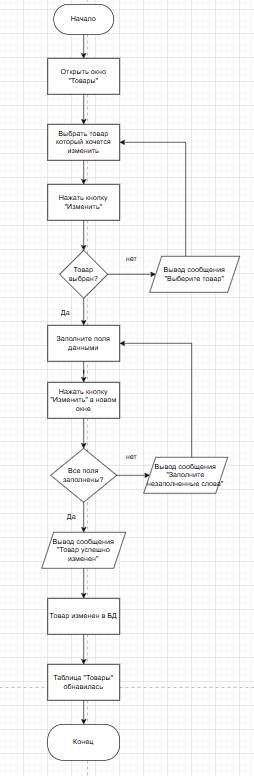 Начало
Открыть окно
"Товары"
Выбрать товар
который хочется
изменить
Нажать кнопку
"Изменить"
нет
Товар
выбран?
Вывод сообщения
"Выберите товар"
Да
Заполните поля
данными
Нажать кнопку
"Изменить" в новом
окне
нет
Все поля
заполнены?
Вывод сообщения
"Заполните
незаполненные слова"
Да
Вывод сообщения
"Товар успешно
изменен"
Товар изменен в БД
Таблица "Товары"
обнавилась
Конец